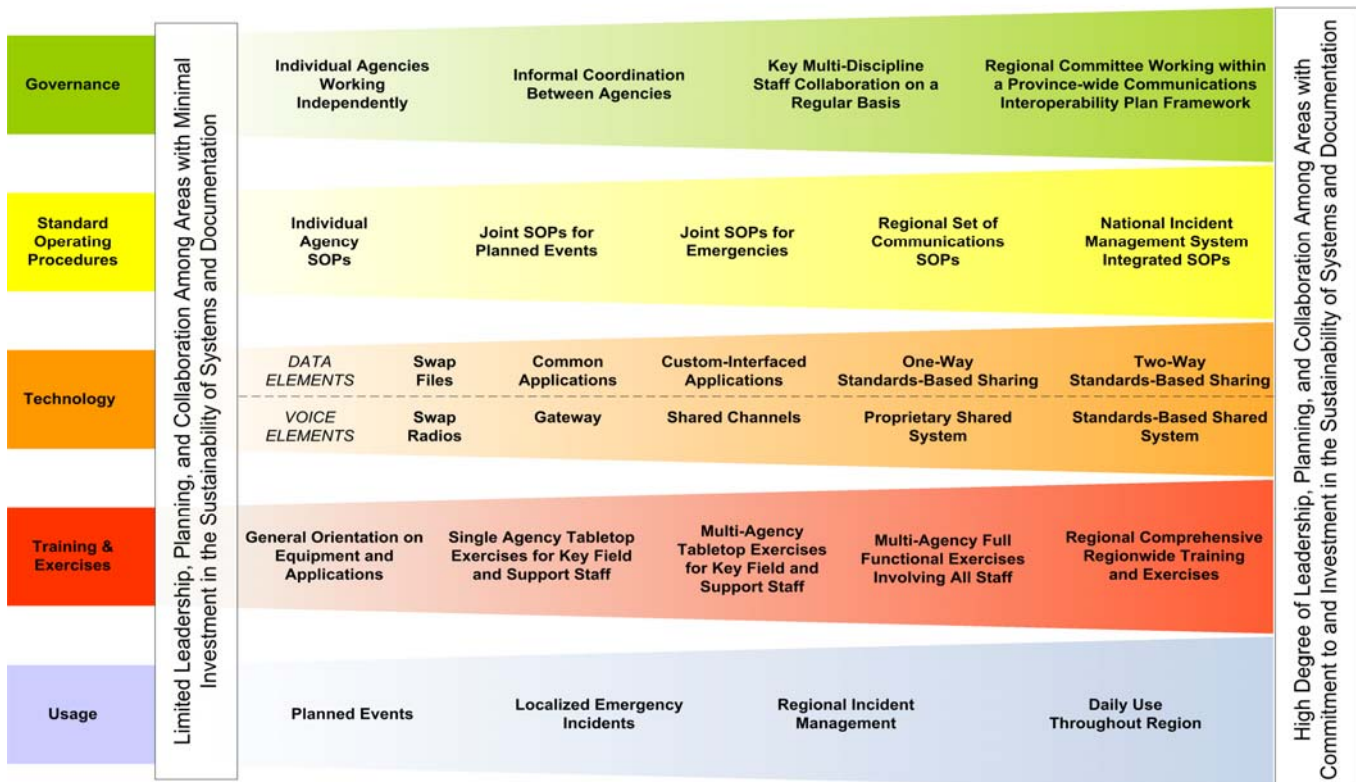 Limited Leadership, Planning, and Collaboration Among Areas with Minimal
Investment in the Sustainability of Systems and Documentation
Governance
Individual Agencies
Working
Independently
Informal Coordination
Between Agencies
Key Multi-Discipline
Staff Collaboration on a
Regular Basis
Regional Committee Working within
a Province-wide Communications
Interoperability Plan Framework
Standard
Operating
Procedures
Individual
Agency
SOPs
Joint SOPs for
Planned Events
Joint SOPs for
Emergencies
Regional Set of
Communications
SOPs
National Incident
Management System
Integrated SOPs
Technology
DATA
ELEMENTS
Swap
Files
Common
Applications
Custom-Interfaced
Applications
One-Way
Standards-Based Sharing
Two-Way
Standards-Based Sharing
VOICE
ELEMENTS
Swap
Radios
Gateway
Shared Channels
Proprietary Shared
System
Standards-Based Shared
System
Training &
Exercises
General Orientation on
Equipment and
Applications
Single Agency Tabletop
Exercises for Key Field
and Support Staff
Multi-Agency
Tabletop Exercises
for Key Field and
Support Staff
Multi-Agency Full
Functional Exercises
Involving All Staff
Regional Comprehensive
Regionwide Training
and Exercises
Usage
Planned Events
Localized Emergency
Incidents
Regional Incident
Management
Daily Use
Throughout Region
High Degree of Leadership, Planning, and Collaboration Among Areas with
Commitment to and Investment in the Sustainability of Systems and Documentation